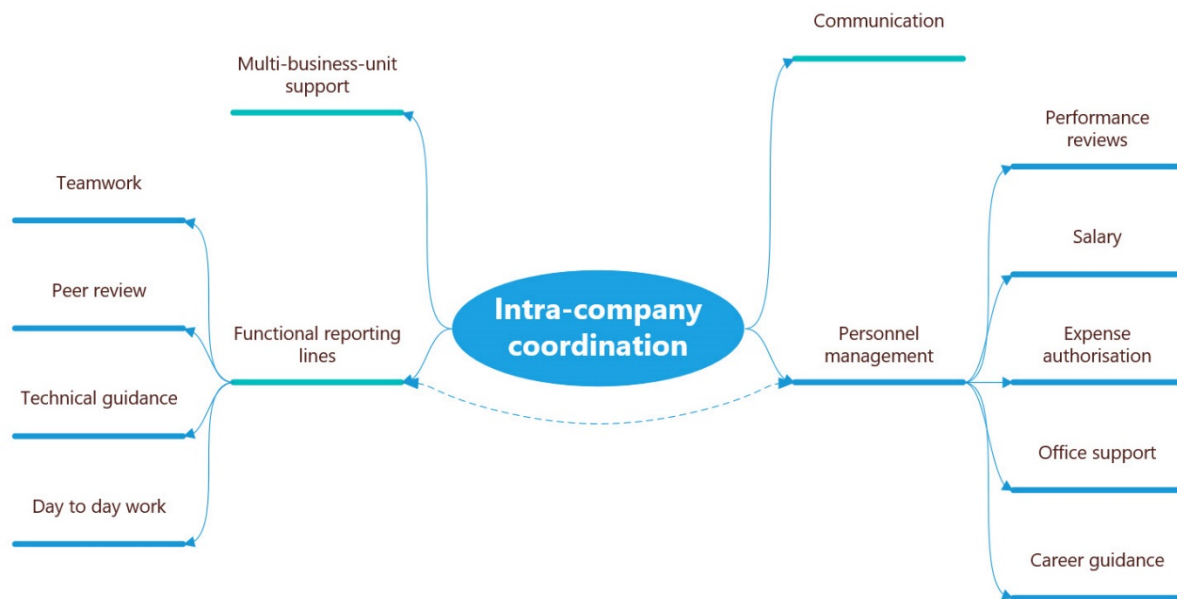 Communication
Multi-business-unit
support
Performance
reviews
Teamwork
Salary
Peer review
Intra-company
coordination
Functional reporting
lines
Personnel
management
Expense
authorisation
Technical guidance
Office support
Day to day work
Career guidance